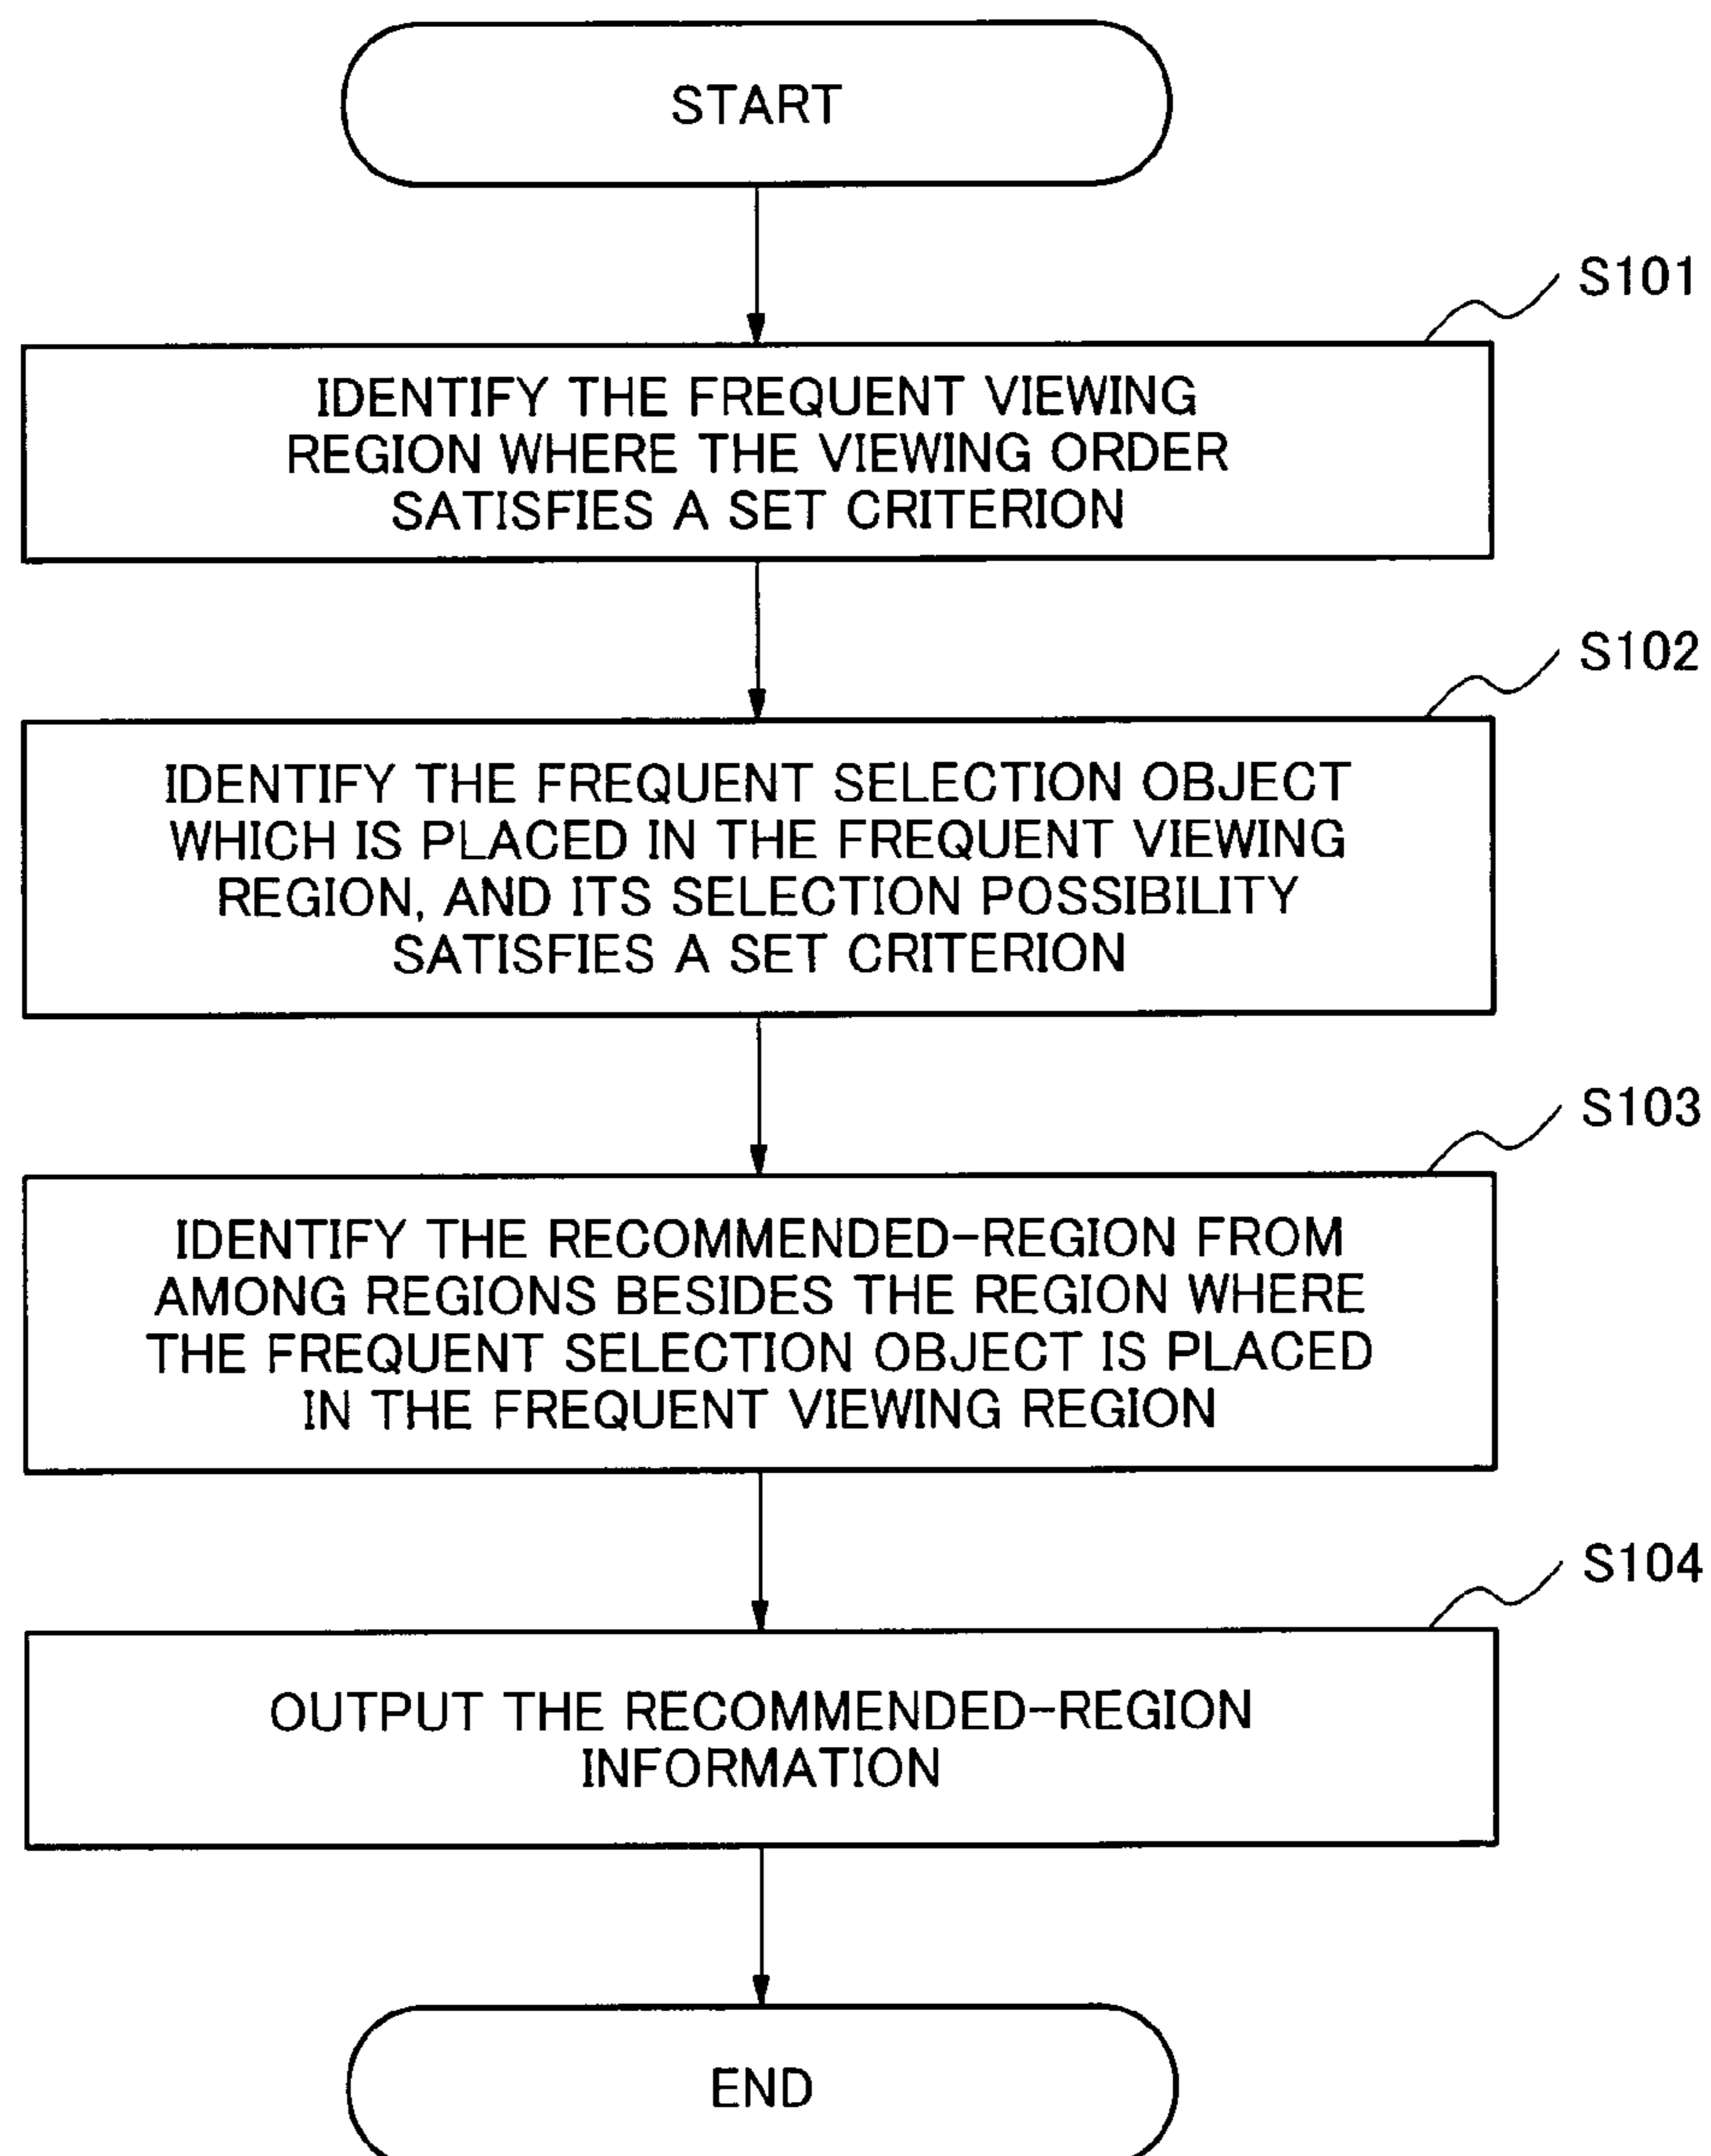 START
S101
IDENTIFY THE FREQUENT VIEWING
REGION WHERE THE VIEWING ORDER
SATISFIES A SET CRITERION
S102
IDENTIFY THE FREQUENT SELECTION OBJECT
WHICH IS PLACED IN THE FREQUENT VIEWING
REGION, AND ITS SELECTION POSSIBILITY
SATISFIES A SET CRITERION
S103
IDENTIFY THE RECOMMENDED-REGION FROM
AMONG REGIONS BESIDES THE REGION WHERE
THE FREQUENT SELECTION OBJECT IS PLACED
IN THE FREQUENT VIEWING REGION
S104
OUTPUT THE RECOMMENDED-REGION
INFORMATION
END